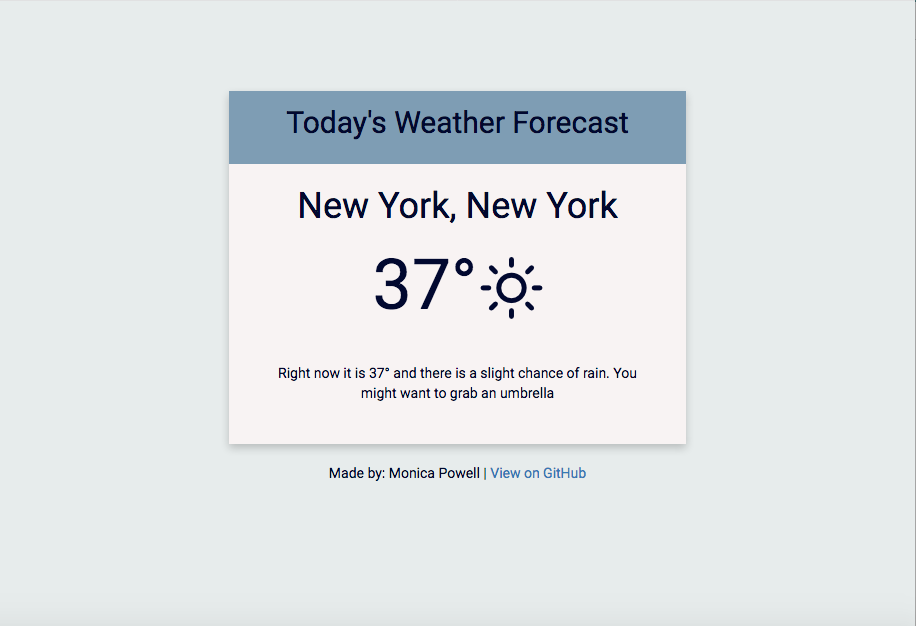 Today's Weather Forecast
New York, New York
37°
Right now it is 37° and there is a slight chance of rain. You
might want to grab an umbrella
Made by: Monica Powell | View on GitHub